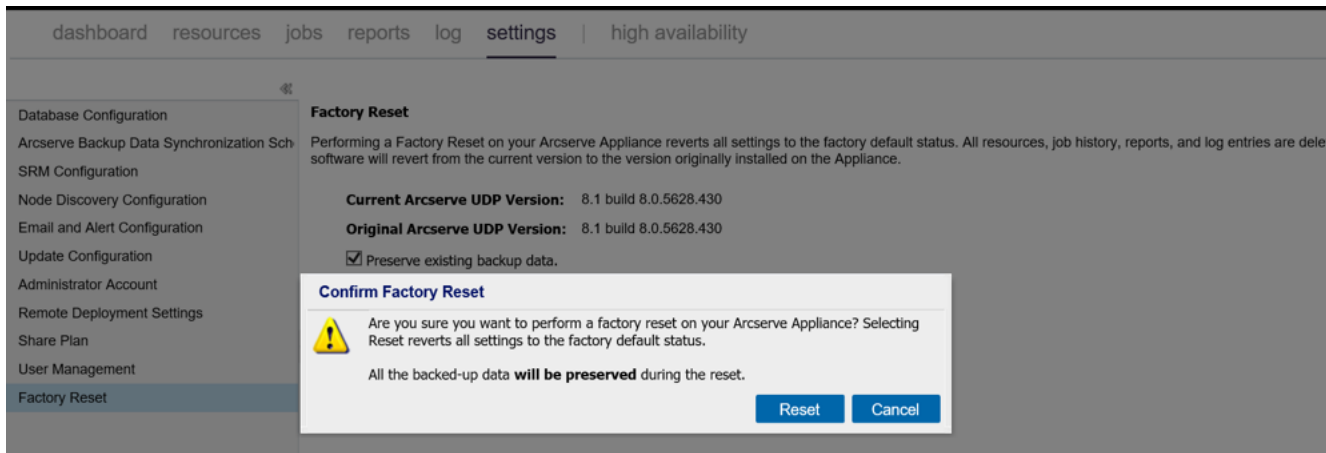 dashboard resources jobs reports log settings | high availability
Database Configuration
Arcserve Backup Data Synchronization Sch
SRM Configuration
Node Discovery Configuration
Email and Alert Configuration
Update Configuration
Administrator Account
Remote Deployment Settings
Share Plan
User Management
Factory Reset
Factory Reset
Performing a Factory Reset on your Arcserve Appliance reverts all settings to the factory default status. All resources, job history, reports, and log entries are dele
software will revert from the current version to the version originally installed on the Appliance.
Current Arcserve UDP Version: 8.1 build 8.0.5628.430
Original Arcserve UDP Version: 8.1 build 8.0.5628.430
Preserve existing backup data.
Confirm Factory Reset
Are you sure you want to perform a factory reset on your Arcserve Appliance? Selecting
Reset reverts all settings to the factory default status.
All the backed-up data will be preserved during the reset.
Reset Cancel